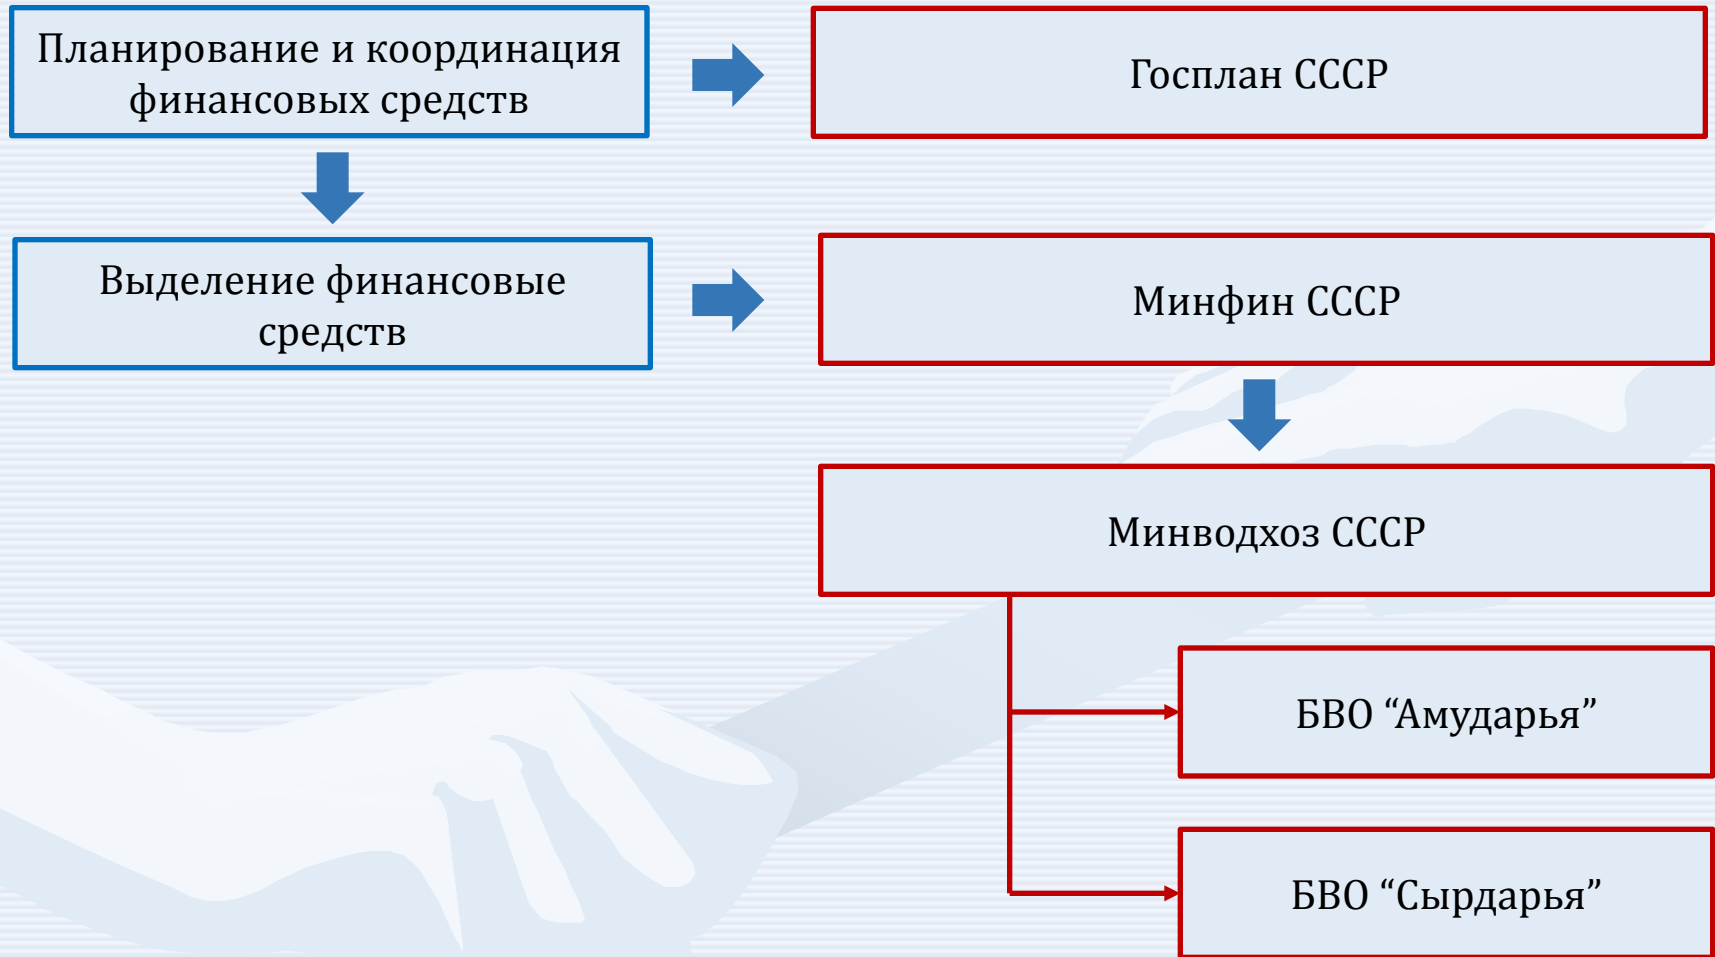 Планирование и координация
финансовых средств
Госплан СССР
Выделение финансовые
средств
Минфин СССР
Минводхоз СССР
БВО “Амударья”
БВО “Сырдарья”